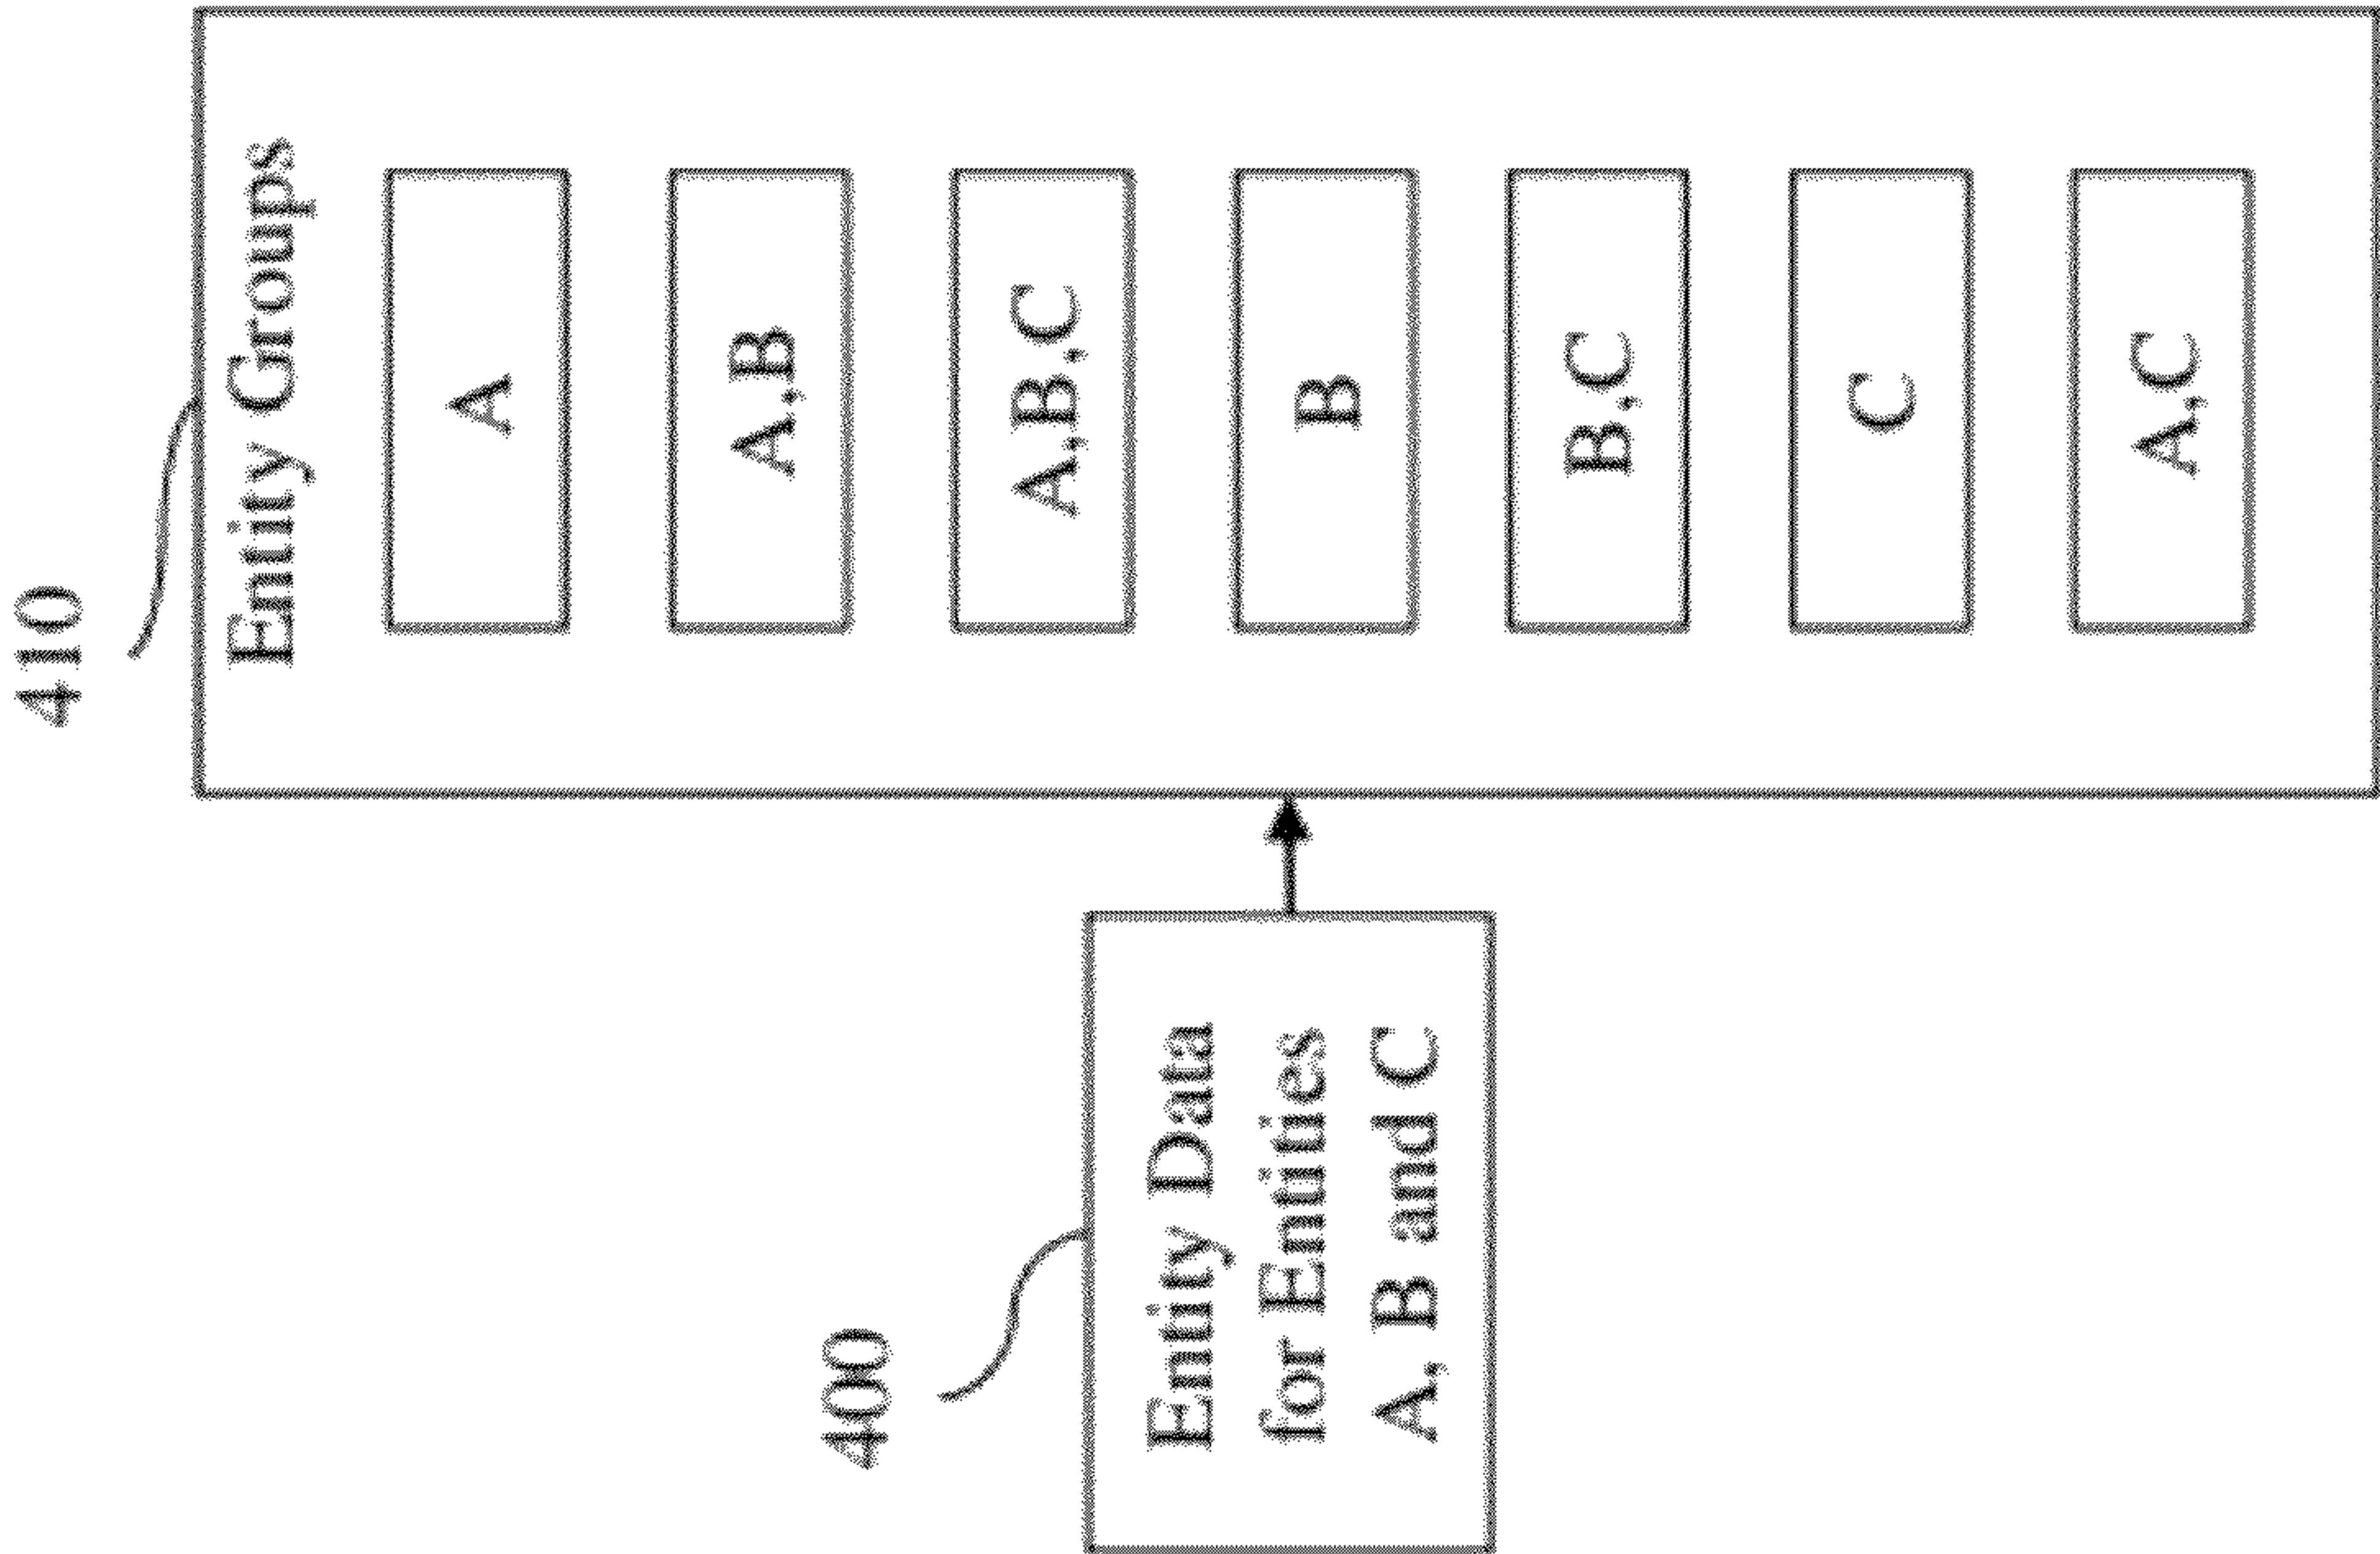 410
Entity Groups
A
A,B
A,B,C
B
B,C
C
A,C
400
Entity Data
for Entities
A, B and C